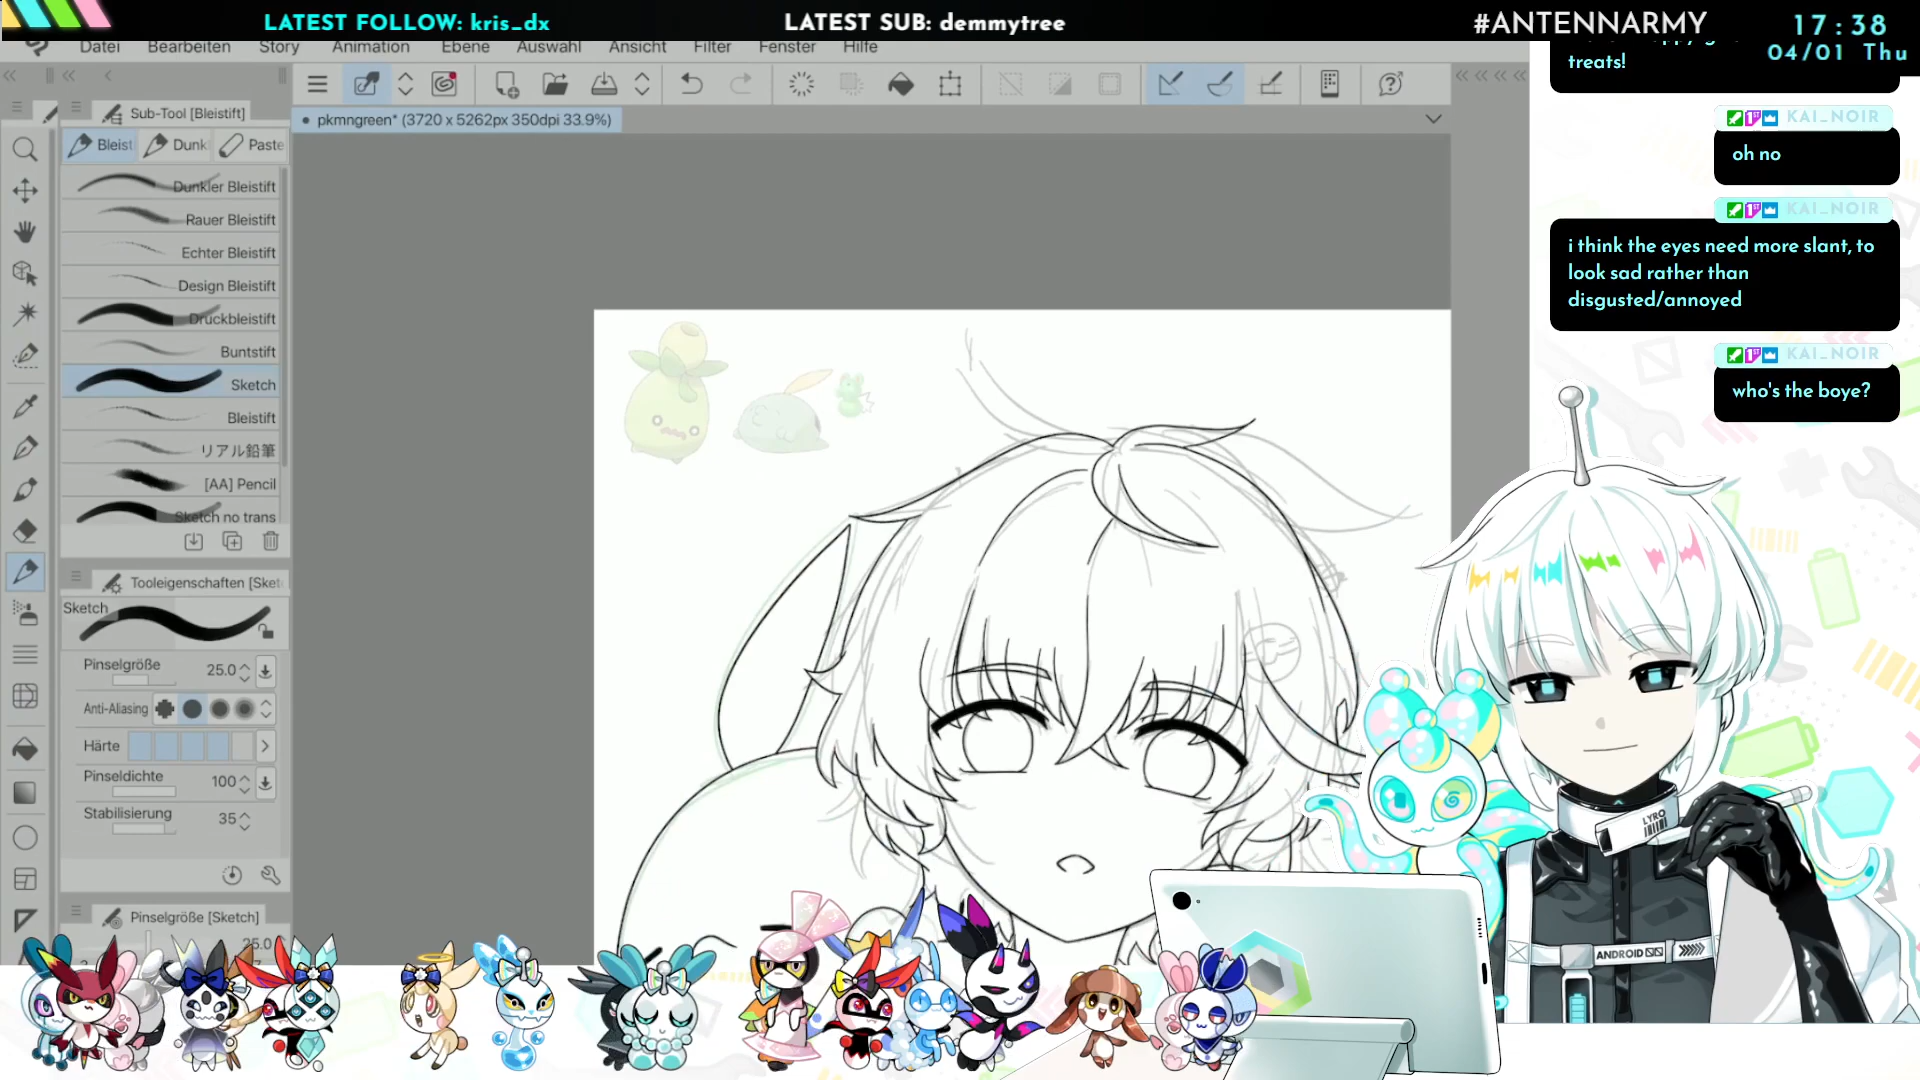 LATEST FOLLOW: kris_dx
LATEST SUB: demmytree
#ANTENNARMY
17:38
04/01 Thu
Datei Bearbeiten Story Animation Ebene Auswahl Ansicht Filter Fenster Hilfe
treats!
Sub-Tool [Bleistift]
pkmngreen* (3720 x 5262px 350dpi 33.9%)
Bleist Dunk Paste
Dunkler Bleistift
Rauer Bleistift
Echter Bleistift
Design Bleistift
Druckbleistift
Buntstift
Sketch
Bleistift
リアル鉛筆
[AA] Pencil
Sketch no trans
Tooleigenschaften [Sket
Sketch
Pinselgröße 25.0
Anti-Aliasing
Härte
Pinseldichte 100
Stabilisierung 35
Pinselgröße [Sketch]
25.0
KAI_NOIR
oh no
KAI_NOIR
i think the eyes need more slant, to
look sad rather than
disgusted/annoyed
KAI_NOIR
who's the boye?
LYRO
ANDROID